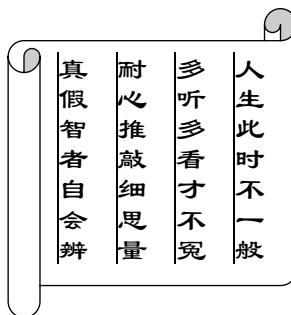 人生此时不一般
多听多看才不冤
耐心推敲细思量
真假智者自会辨